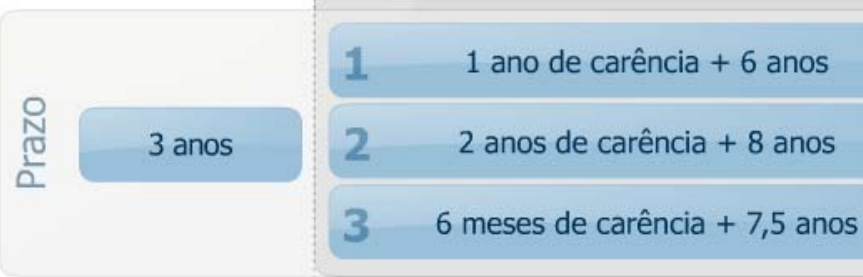 Prazo
3 anos
1 1 ano de carência + 6 anos
2 2 anos de carência + 8 anos
3 6 meses de carência + 7,5 anos